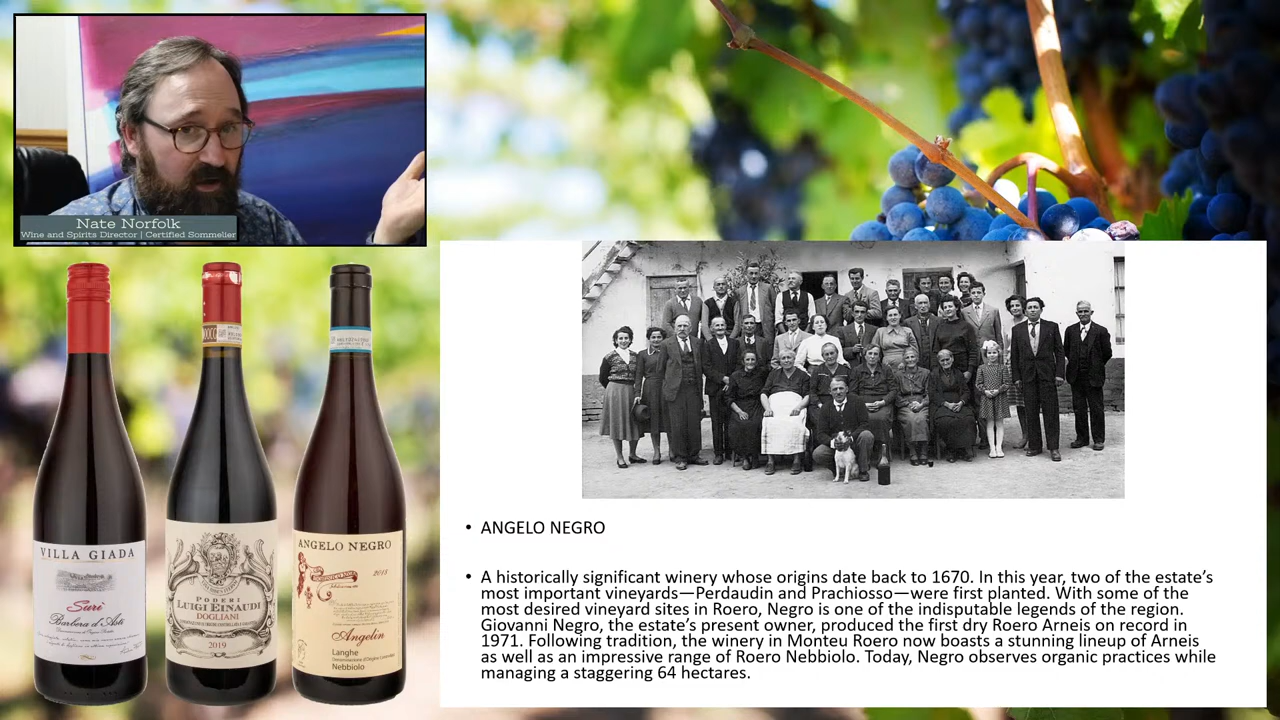 Nate Norfolk
Wine and Spirits Director | Certified Sommelier
VILLA GIADA
Surì
Barbera d'Asti
PODERI
LUIGI EINAUDI
DOGLIANI
2019
ANGELO NEGRO
Angelin
Langhe
Nebbiolo
• ANGELO NEGRO
• A historically significant winery whose origins date back to 1670. In this year, two of the estate's
most important vineyards—Perdaudin and Prachiosso—were first planted. With some of the
most desired vineyard sites in Roero, Negro is one of the indisputable legends of the region.
Giovanni Negro, the estate's present owner, produced the first dry Roero Arneis on record in
1971. Following tradition, the winery in Monteu Roero now boasts a stunning lineup of Arneis
as well as an impressive range of Roero Nebbiolo. Today, Negro observes organic practices while
managing a staggering 64 hectares.